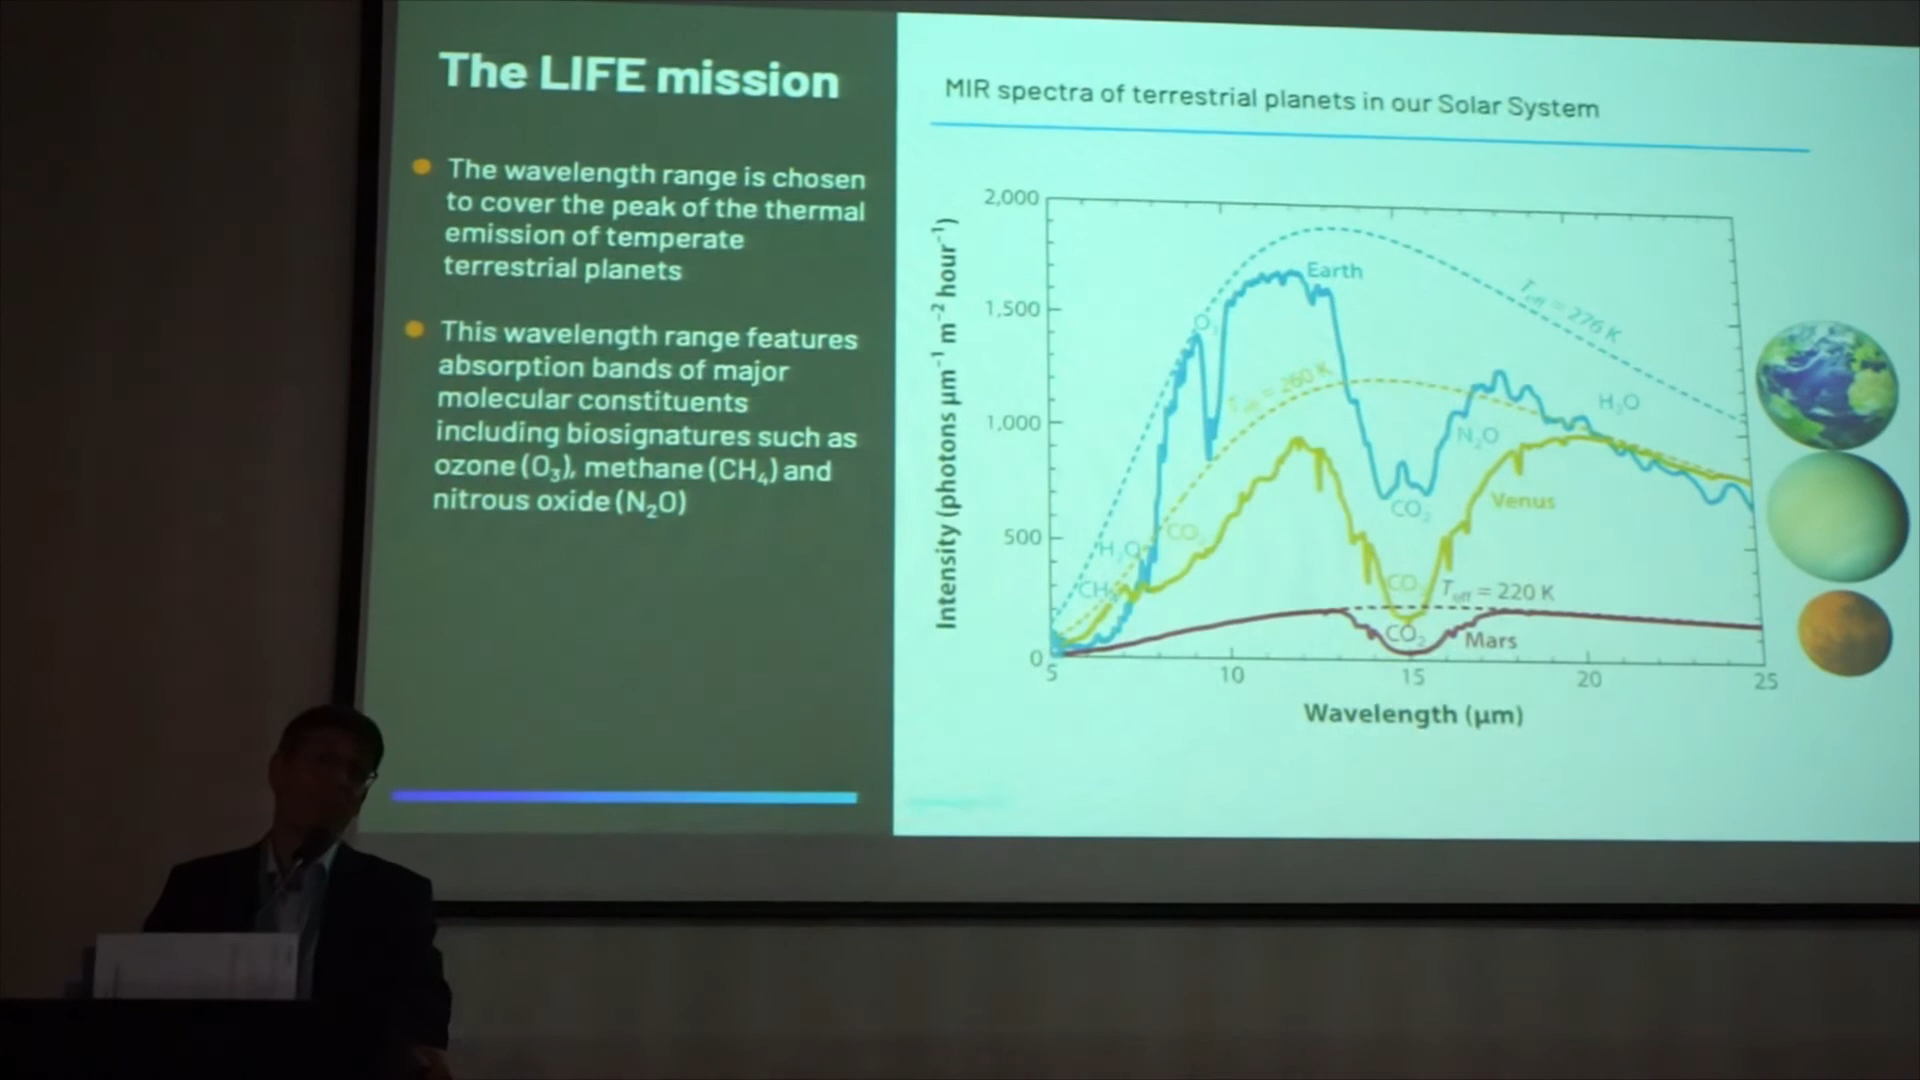 The LIFE mission
The wavelength range is chosen
to cover the peak of the thermal
emission of temperate
terrestrial planets
This wavelength range features
absorption bands of major
molecular constituents
including biosignatures such as
ozone (O₃), methane (CH₄) and
nitrous oxide (N₂O)
MIR spectra of terrestrial planets in our Solar System
Intensity (photons μm⁻¹ m⁻² hour⁻¹)
2,000
1,500
1,000
500
0
Earth
T_eff = 276 K
O₃
= 260 K
H₂O
N₂O
CO₂
Venus
H₂O
CO₂
CH₄
CO₂
T_eff = 220 K
CO₂
Mars
5
10
15
20
25
Wavelength (μm)